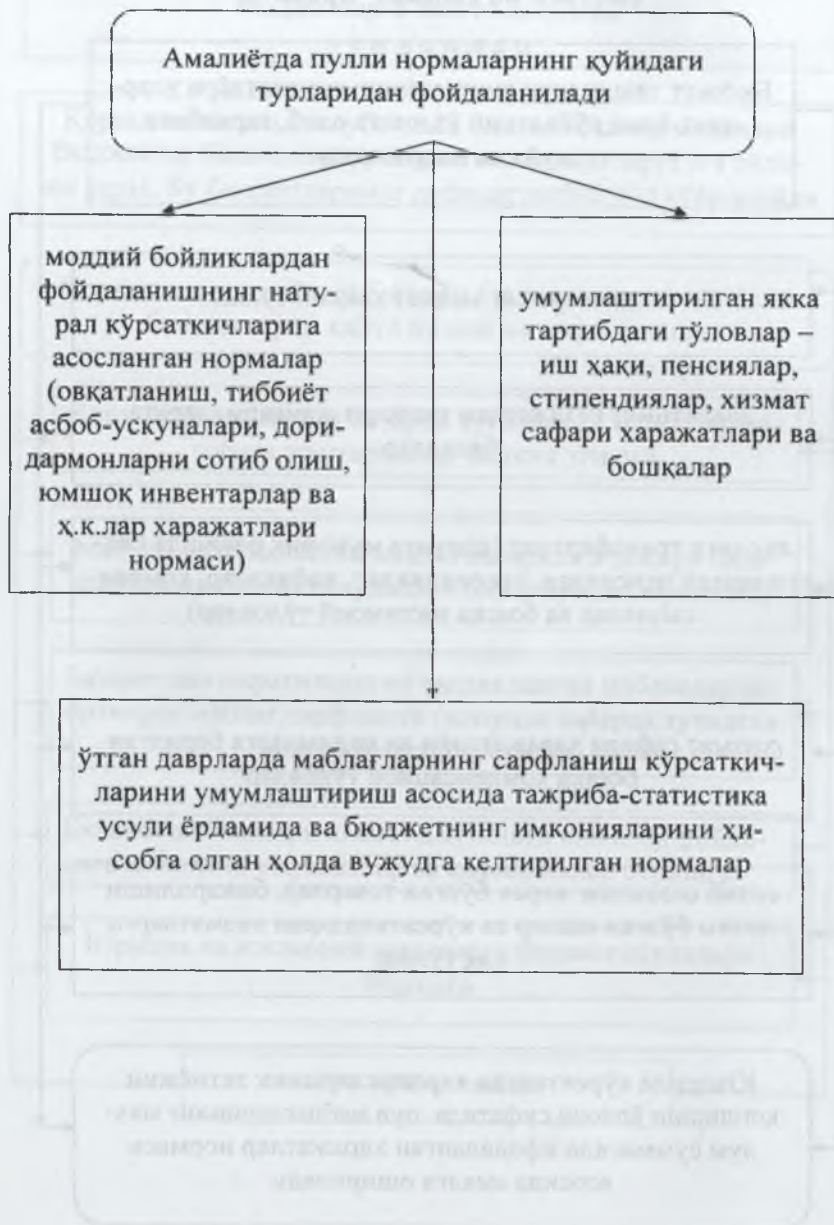 Амалиётда пулли нормаларнинг қуйидаги
турларидан фойдаланилади
моддий бойликлардан
фойдаланишнинг нату-
рал кўрсаткичларига
асосланган нормалар
(овқатланиш, тиббиёт
асбоб-ускуналари, дори-
дармонларни сотиб олиш,
юмшоқ инвентарлар ва
ҳ.к.лар харажатлари
нормаси)
умумлаштирилган якка
тартибдаги тўловлар –
иш ҳақи, пенсиялар,
стипендиялар, хизмат
сафари харажатлари ва
бошқалар
ўтган даврларда маблағларнинг сарфланиш кўрсаткич-
ларини умумлаштириш асосида тажриба-статистика
усули ёрдамида ва бюджетнинг имконияларини ҳи-
собга олган ҳолда вужудга келтирилган нормалар